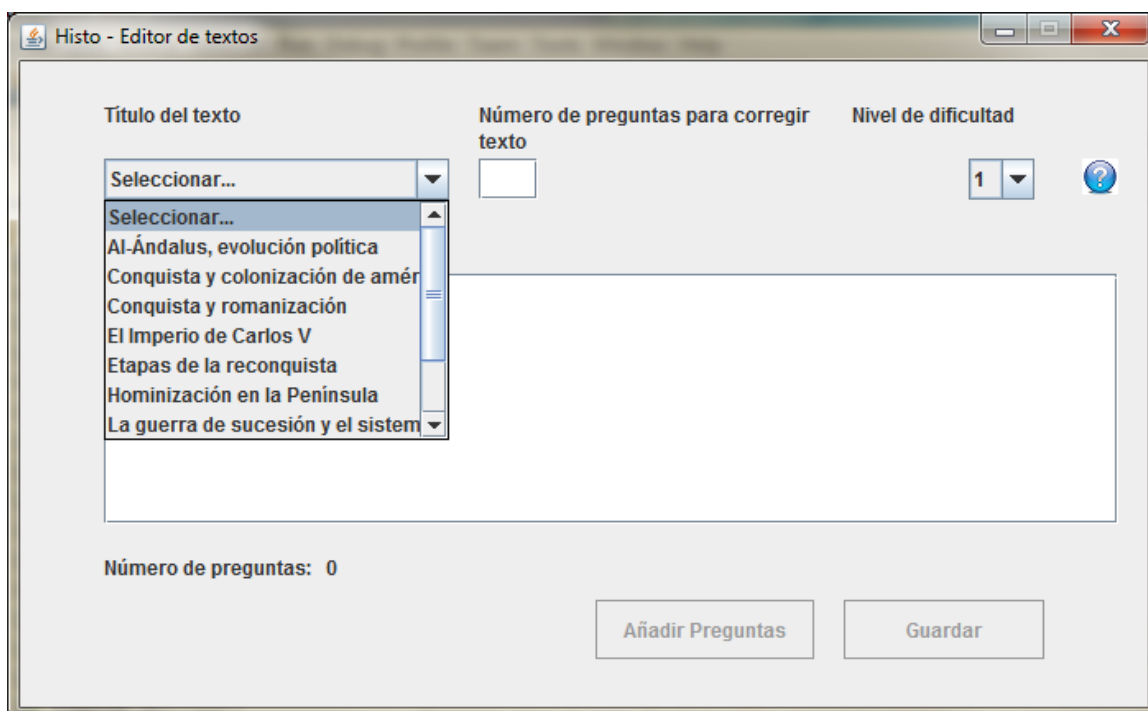 Histo - Editor de textos
Título del texto
Número de preguntas para corregir
texto
Nivel de dificultad
Seleccionar...
1
Seleccionar...
Al-Ándalus, evolución política
Conquista y colonización de amér
Conquista y romanización
El Imperio de Carlos V
Etapas de la reconquista
Hominización en la Península
La guerra de sucesión y el sistem
Número de preguntas: 0
Añadir Preguntas
Guardar